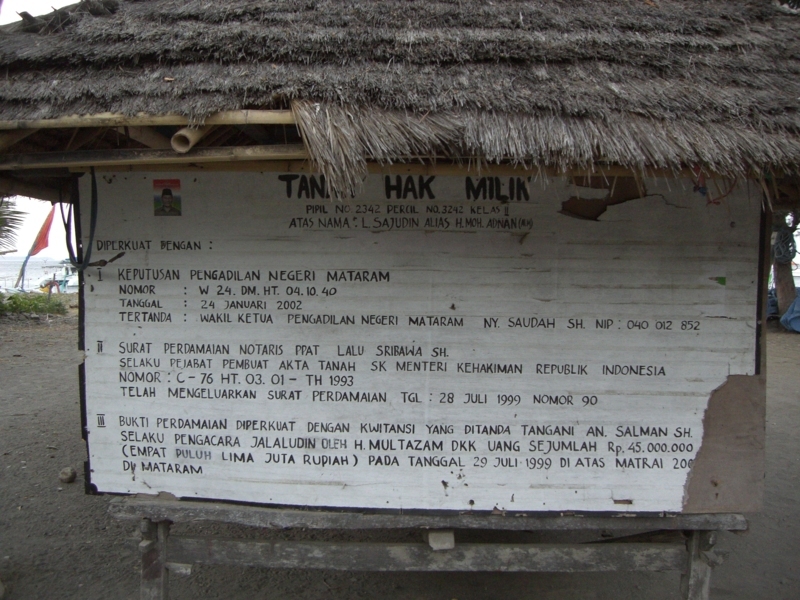 TANAH HAK MILIK
PIPIL NO. 2342 PERCIL NO. 3242 KELAS II
ATAS NAMA : L. SAJUDIN ALIAS H. MOH. ADNAN
DIPERKUAT DENGAN :
I KEPUTUSAN PENGADILAN NEGERI MATARAM
NOMOR : W 24. DM. HT. 04. 10. 40
TANGGAL : 24 JANUARI 2002
TERTANDA : WAKIL KETUA PENGADILAN NEGERI MATARAM NY. SAUDAH SH. NIP : 040 012 852
II SURAT PERDAMAIAN NOTARIS PPAT LALU SRIBAWA SH.
SELAKU PEJABAT PEMBUAT AKTA TANAH SK MENTERI KEHAKIMAN REPUBLIK INDONESIA
NOMOR : C - 76 HT. 03. 01 - TH 1993
TELAH MENGELUARKAN SURAT PERDAMAIAN TGL : 28 JULI 1999 NOMOR 90
III BUKTI PERDAMAIAN DIPERKUAT DENGAN KWITANSI YANG DITANDA TANGANI AN. SALMAN SH.
SELAKU PENGACARA JALALUDIN OLEH H. MULTAZAM DKK UANG SEJUMLAH Rp. 45.000.000
(EMPAT PULUH LIMA JUTA RUPIAH) PADA TANGGAL 29 JULI 1999 DI ATAS MATRAI
DI MATARAM